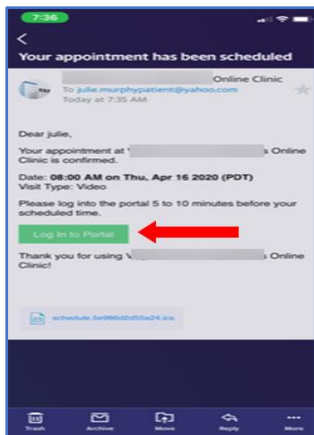 7:36
Your appointment has been scheduled
Online Clinic
To julie.murphypatient@yahoo.com
Today at 7:35 AM
Dear julie,
Your appointment at s Online
Clinic is confirmed.
Date: 08:00 AM on Thu, Apr 16 2020 (PDT)
Visit Type: Video
Please log into the portal 5 to 10 minutes before your
scheduled time.
Log In to Portal
Thank you for using V s Online
Clinic!
Trash Archive Move Reply More